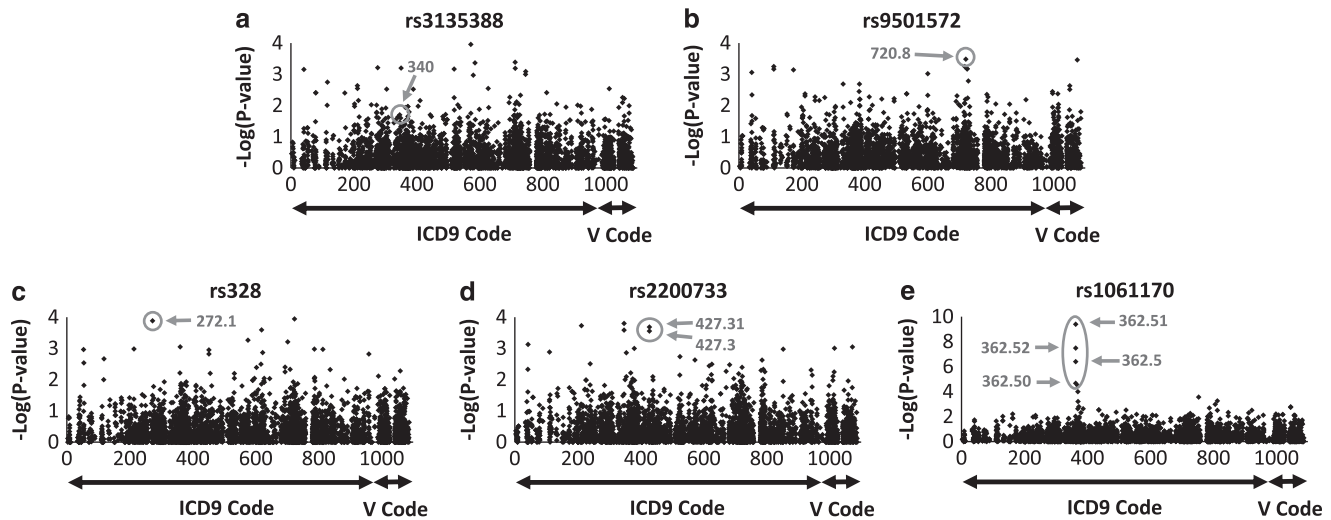 a rs3135388
-Log(P-value)
4
3
2
1
0
340
0 200 400 600 800 1000
ICD9 Code V Code
b rs9501572
-Log(P-value)
4
3
2
1
0
720.8
0 200 400 600 800 1000
ICD9 Code V Code
c rs328
-Log(P-value)
4
3
2
1
0
272.1
0 200 400 600 800 1000
ICD9 Code V Code
d rs2200733
-Log(P-value)
4
3
2
1
0
427.31
427.3
0 200 400 600 800 1000
ICD9 Code V Code
e rs1061170
-Log(P-value)
10
8
6
4
2
0
362.51
362.52
362.5
362.50
0 200 400 600 800 1000
ICD9 Code V Code